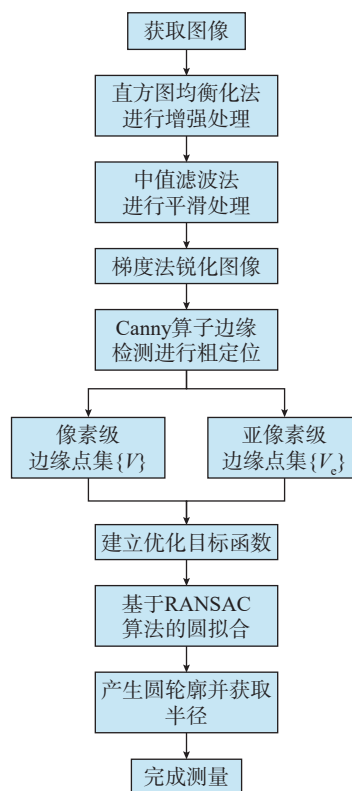 获取图像
直方图均衡化法
进行增强处理
中值滤波法
进行平滑处理
梯度法锐化图像
Canny算子边缘
检测进行粗定位
像素级
边缘点集{V}
亚像素级
边缘点集{Vₑ}
建立优化目标函数
基于RANSAC
算法的圆拟合
产生圆轮廓并获取
半径
完成测量